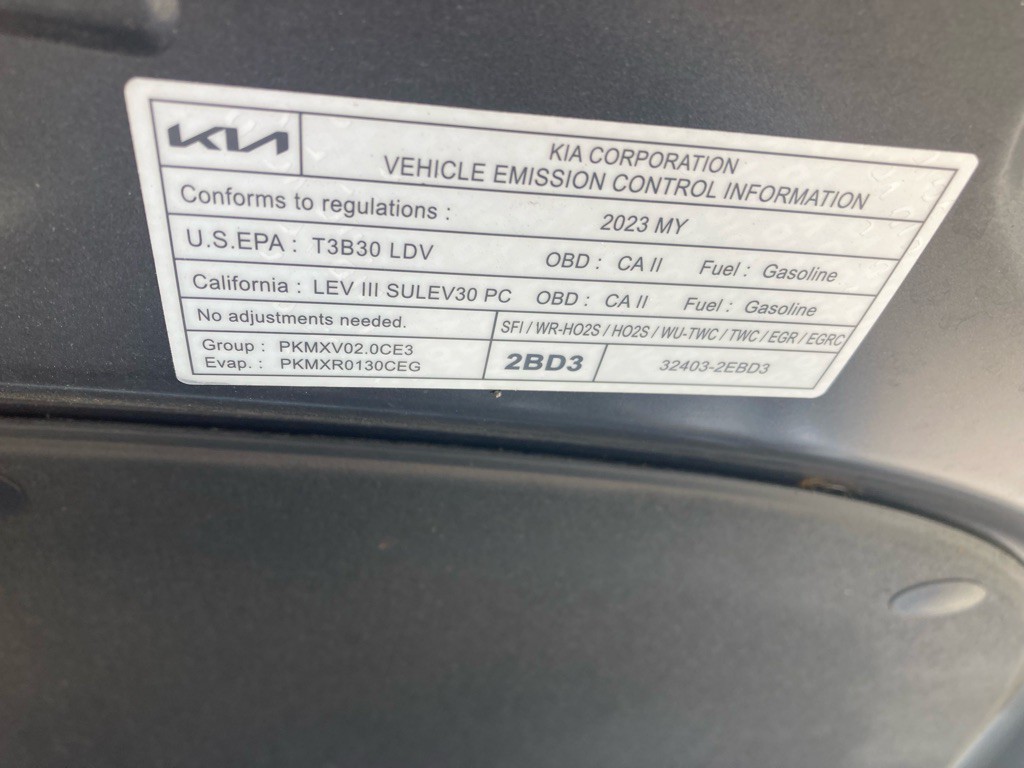 KIA
KIA CORPORATION
VEHICLE EMISSION CONTROL INFORMATION
Conforms to regulations : 2023 MY
U.S.EPA : T3B30 LDV OBD : CA II Fuel : Gasoline
California : LEV III SULEV30 PC OBD : CA II Fuel : Gasoline
No adjustments needed. SFI / WR-HO2S / HO2S / WU-TWC / TWC / EGR / EGRC
Group : PKMXV02.0CE3
Evap. : PKMXR0130CEG
2BD3 32403-2EBD3